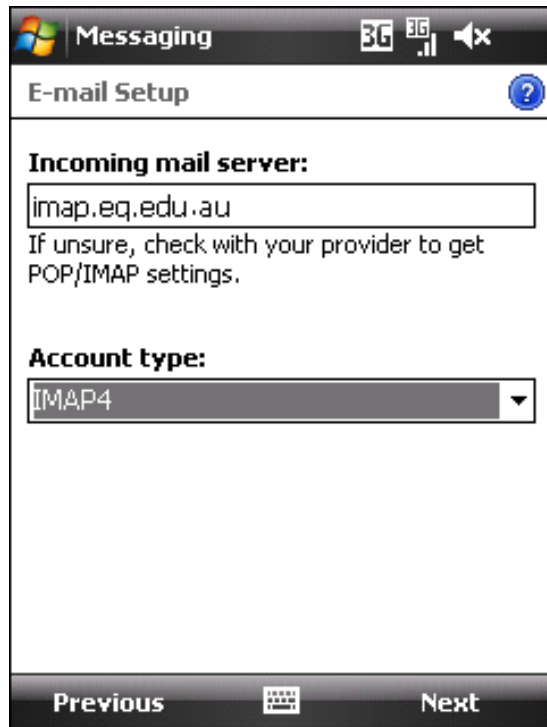 Messaging 3G 3G
E-mail Setup ?
Incoming mail server:
imap.eq.edu.au
If unsure, check with your provider to get
POP/IMAP settings.
Account type:
IMAP4
Previous Next